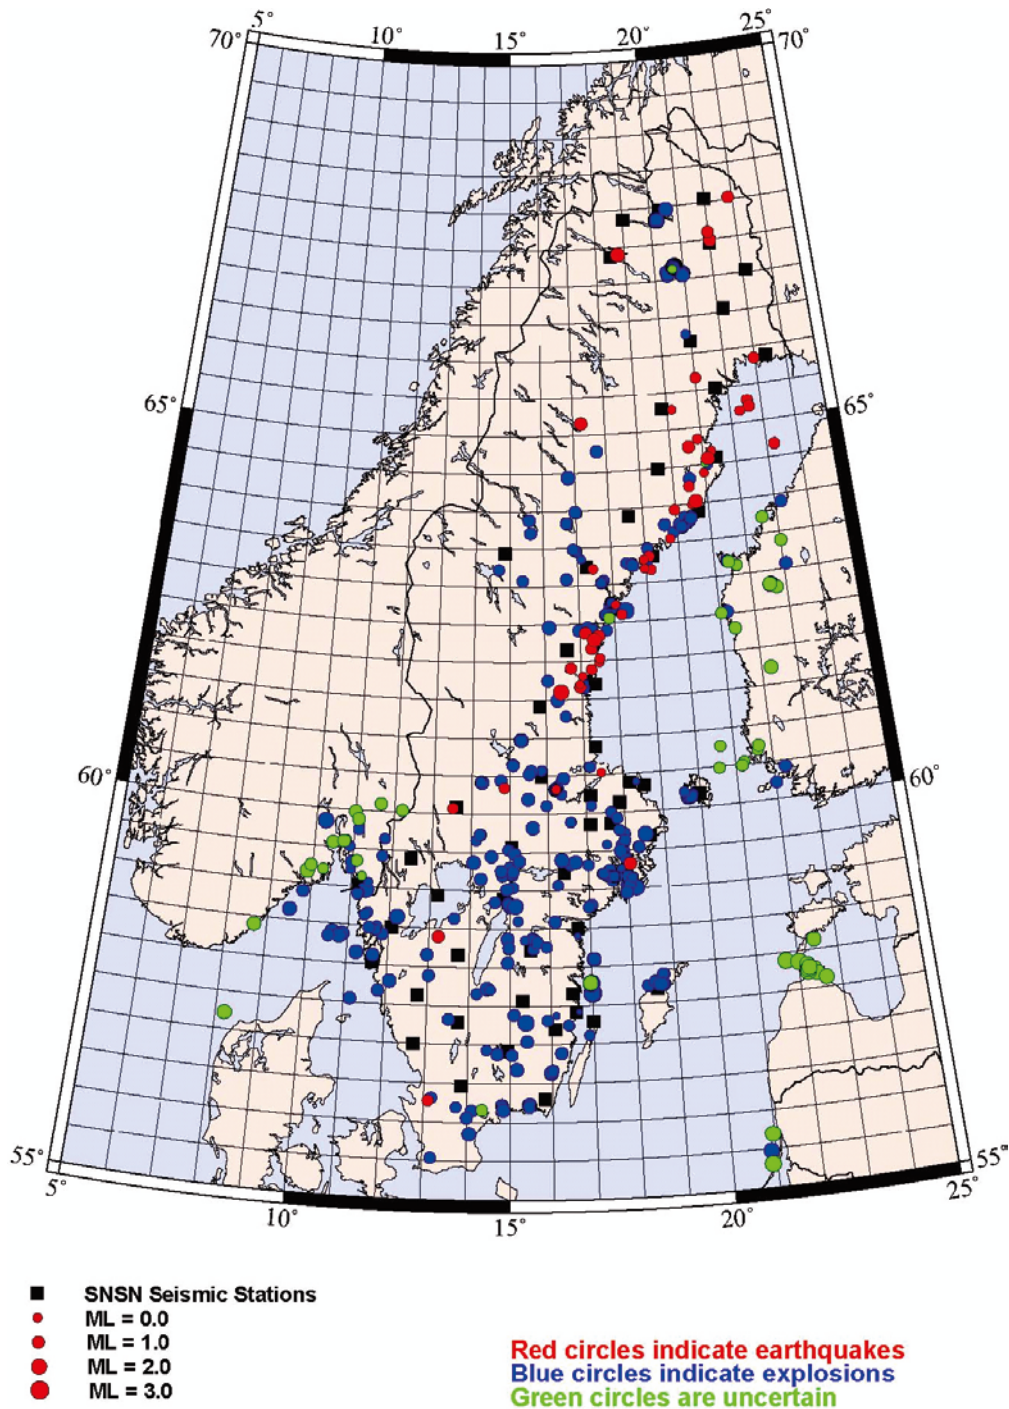 5° 10° 15° 20° 25°
70° 70°
65° 65°
60° 60°
55° 55°
5° 10° 15° 20° 25°
SNSN Seismic Stations
ML = 0.0
ML = 1.0
ML = 2.0
ML = 3.0
Red circles indicate earthquakes
Blue circles indicate explosions
Green circles are uncertain